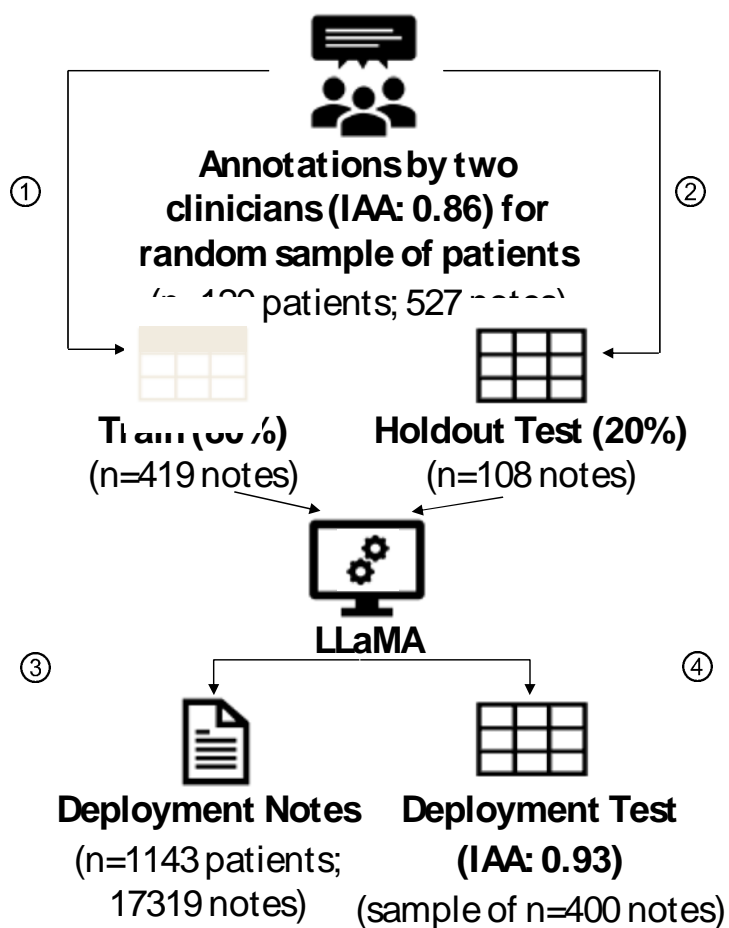 Annotations by two
clinicians (IAA: 0.86) for
random sample of patients
patients; 527
①
②
Train (80%)
(n=419 notes)
Holdout Test (20%)
(n=108 notes)
LLaMA
③
④
Deployment Notes
(n=1143 patients;
17319 notes)
Deployment Test
(IAA: 0.93)
(sample of n=400 notes)